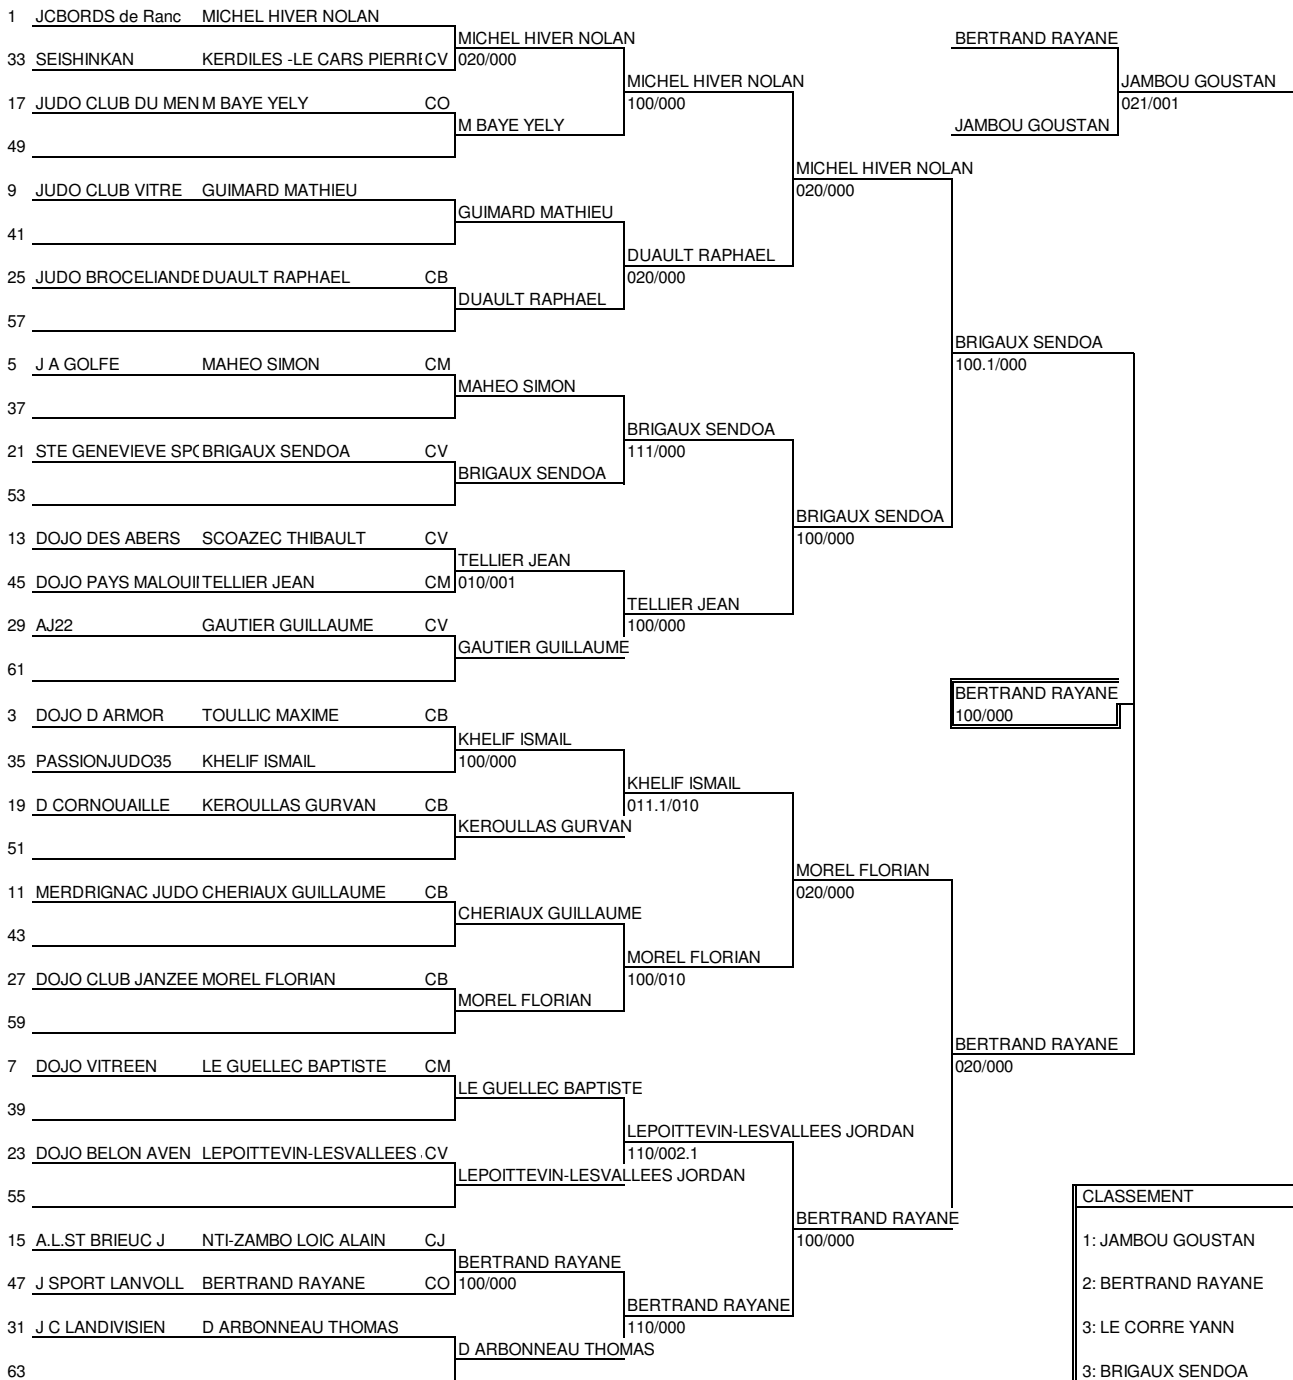 1 JCBORDS de Ranc MICHEL HIVER NOLAN
MICHEL HIVER NOLAN
BERTRAND RAYANE
33 SEISHINKAN KERDILES -LE CARS PIERRE CV 020/000
MICHEL HIVER NOLAN
JAMBOU GOUSTAN
17 JUDO CLUB DU MEN M BAYE YELY CO
100/000
021/001
M BAYE YELY
JAMBOU GOUSTAN
49
MICHEL HIVER NOLAN
9 JUDO CLUB VITRE GUIMARD MATHIEU
020/000
GUIMARD MATHIEU
41
DUAULT RAPHAEL
25 JUDO BROCELIANDE DUAULT RAPHAEL CB
020/000
DUAULT RAPHAEL
57
BRIGAUX SENDOA
5 J A GOLFE MAHEO SIMON CM
100.1/000
MAHEO SIMON
37
BRIGAUX SENDOA
21 STE GENEVIEVE SPO BRIGAUX SENDOA CV
111/000
BRIGAUX SENDOA
53
BRIGAUX SENDOA
13 DOJO DES ABERS SCOAZEC THIBAULT CV
100/000
TELLIER JEAN
45 DOJO PAYS MALOUI TELLIER JEAN CM 010/001
TELLIER JEAN
29 AJ22 GAUTIER GUILLAUME CV
100/000
GAUTIER GUILLAUME
61
BERTRAND RAYANE
3 DOJO D ARMOR TOULLIC MAXIME CB
100/000
KHELIF ISMAIL
35 PASSIONJUDO35 KHELIF ISMAIL 100/000
KHELIF ISMAIL
19 D CORNOUAILLE KEROULLAS GURVAN CB
011.1/010
KEROULLAS GURVAN
51
MOREL FLORIAN
11 MERDRIGNAC JUDO CHERIAUX GUILLAUME CB
020/000
CHERIAUX GUILLAUME
43
MOREL FLORIAN
27 DOJO CLUB JANZEE MOREL FLORIAN CB
100/010
MOREL FLORIAN
59
BERTRAND RAYANE
7 DOJO VITREEN LE GUELLEC BAPTISTE CM
020/000
LE GUELLEC BAPTISTE
39
LEPOITTEVIN-LESVALLEES JORDAN
23 DOJO BELON AVEN LEPOITTEVIN-LESVALLEES CV
110/002.1
LEPOITTEVIN-LESVALLEES JORDAN
55
CLASSEMENT
BERTRAND RAYANE
15 A.L.ST BRIEUC J NTI-ZAMBO LOIC ALAIN CJ
100/000
1: JAMBOU GOUSTAN
BERTRAND RAYANE
47 J SPORT LANVOLL BERTRAND RAYANE CO 100/000
2: BERTRAND RAYANE
BERTRAND RAYANE
31 J C LANDIVISIEN D ARBONNEAU THOMAS
110/000
3: LE CORRE YANN
D ARBONNEAU THOMAS
63
3: BRIGAUX SENDOA